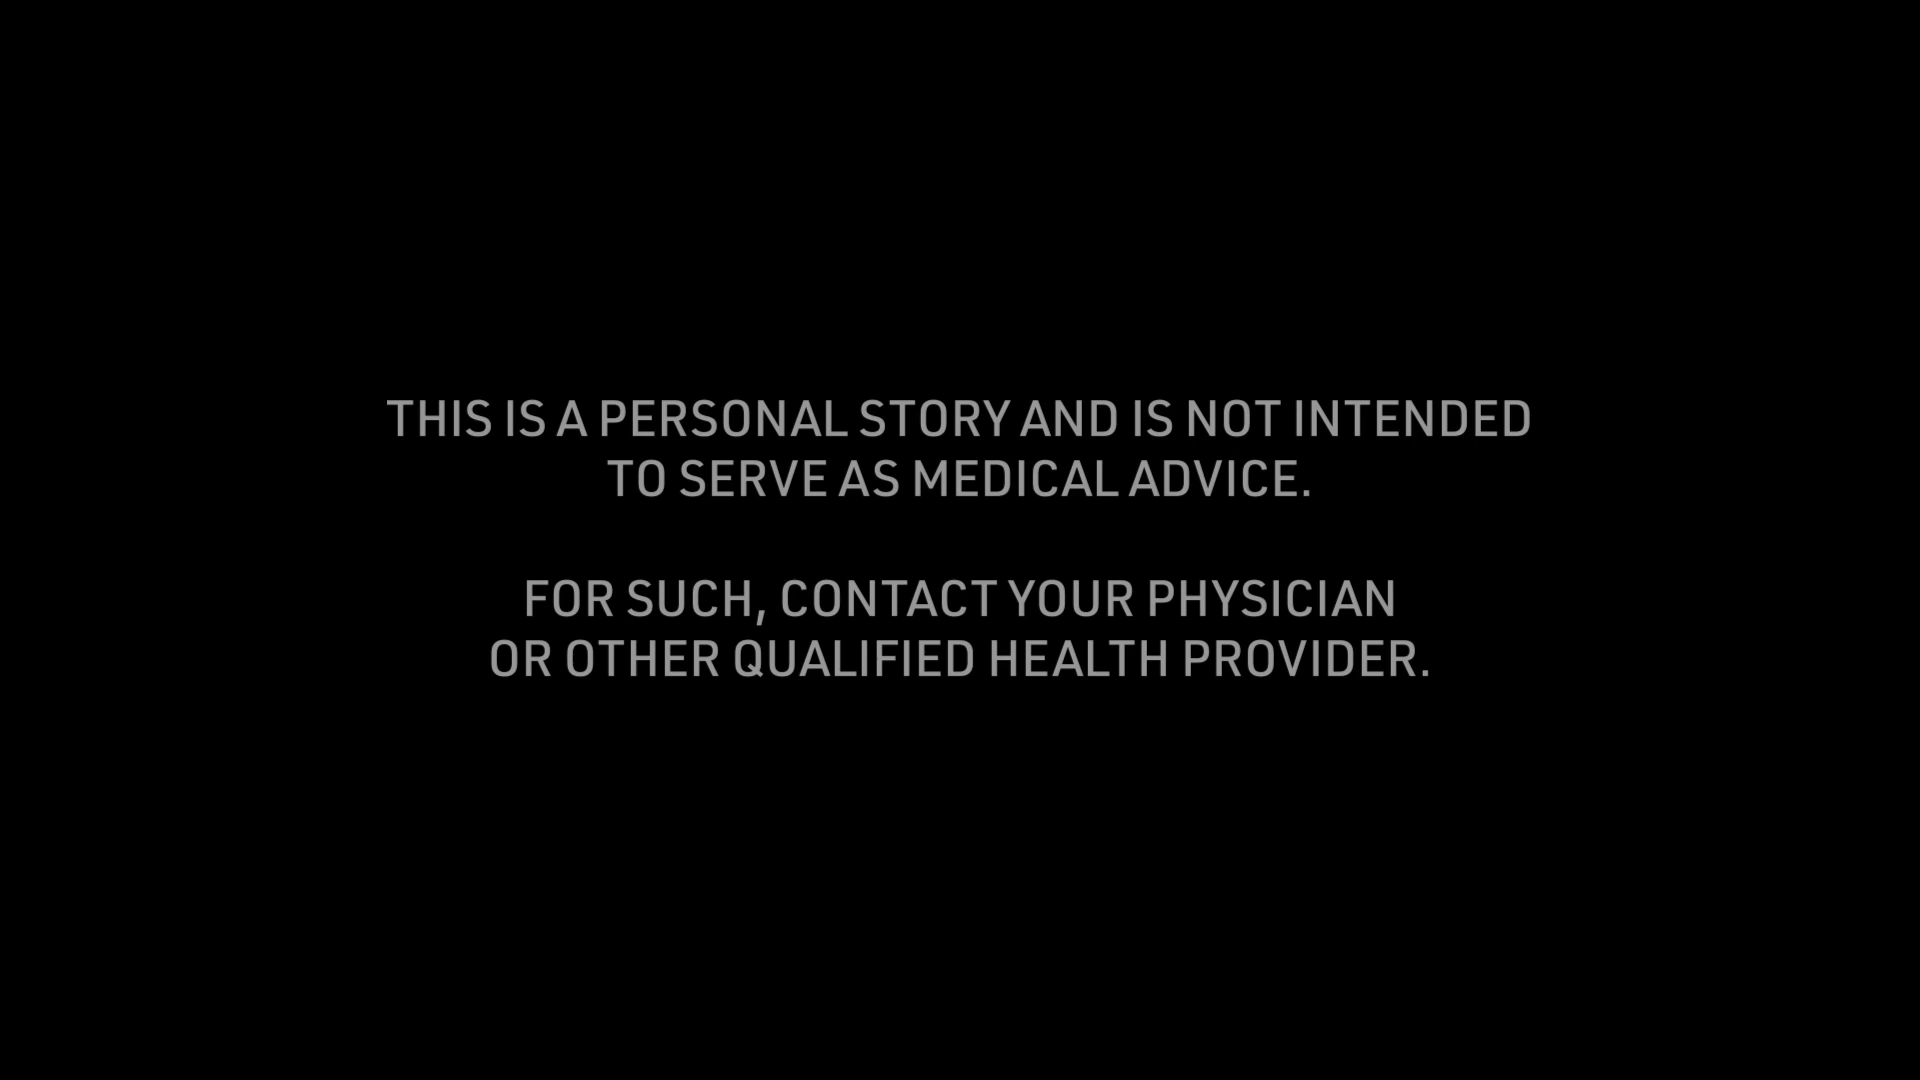 THIS IS A PERSONAL STORY AND IS NOT INTENDED
TO SERVE AS MEDICAL ADVICE.
FOR SUCH, CONTACT YOUR PHYSICIAN
OR OTHER QUALIFIED HEALTH PROVIDER.